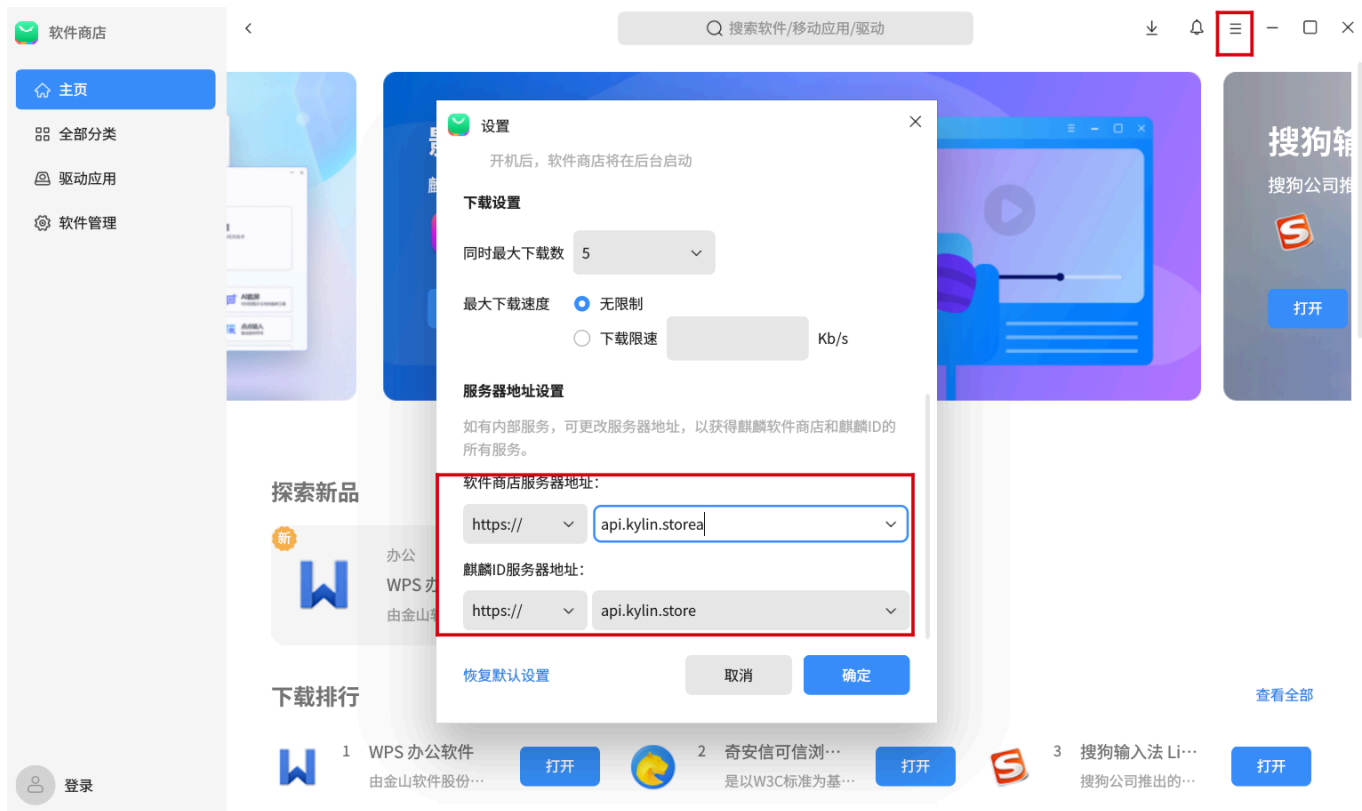 软件商店
搜索软件/移动应用/驱动
主页
全部分类
驱动应用
软件管理
登录
搜狗输
搜狗公司推
打开
设置
开机后，软件商店将在后台启动
下载设置
同时最大下载数 5
最大下载速度 无限制
下载限速 Kb/s
服务器地址设置
如有内部服务，可更改服务器地址，以获得麒麟软件商店和麒麟ID的
所有服务。
软件商店服务器地址：
https:// api.kylin.storea
麒麟ID服务器地址：
https:// api.kylin.store
恢复默认设置 取消 确定
探索新品
新
办公
WPS 办
由金山软
下载排行 查看全部
1 WPS 办公软件 打开
由金山软件股份…
2 奇安信可信浏… 打开
是以W3C标准为基…
3 搜狗输入法 Li… 打开
搜狗公司推出的…